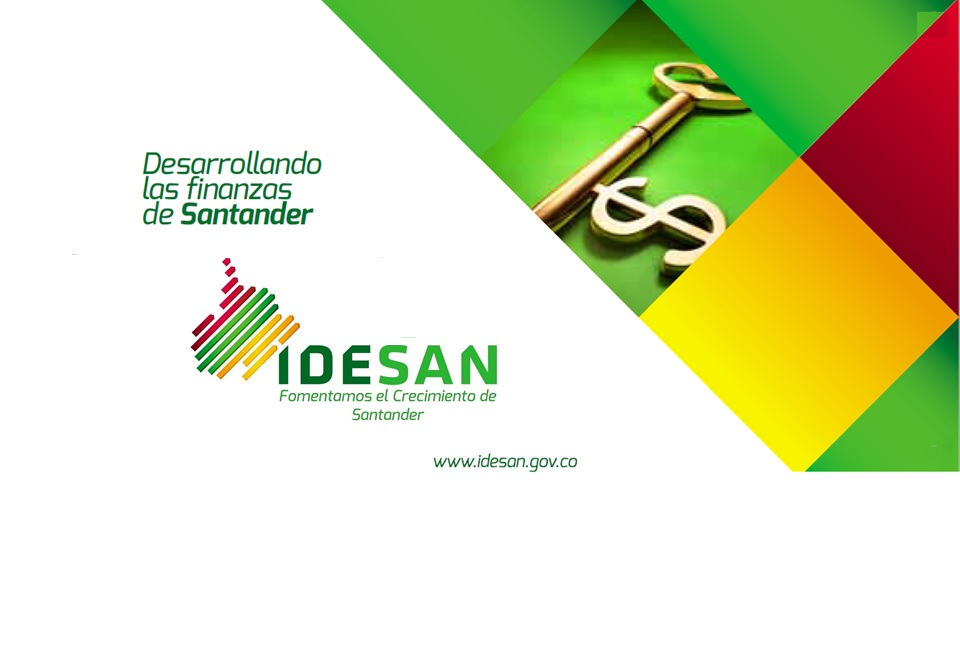 Desarrollando
las finanzas
de Santander
IDESAN
Fomentamos el Crecimiento de
Santander
www.idesan.gov.co